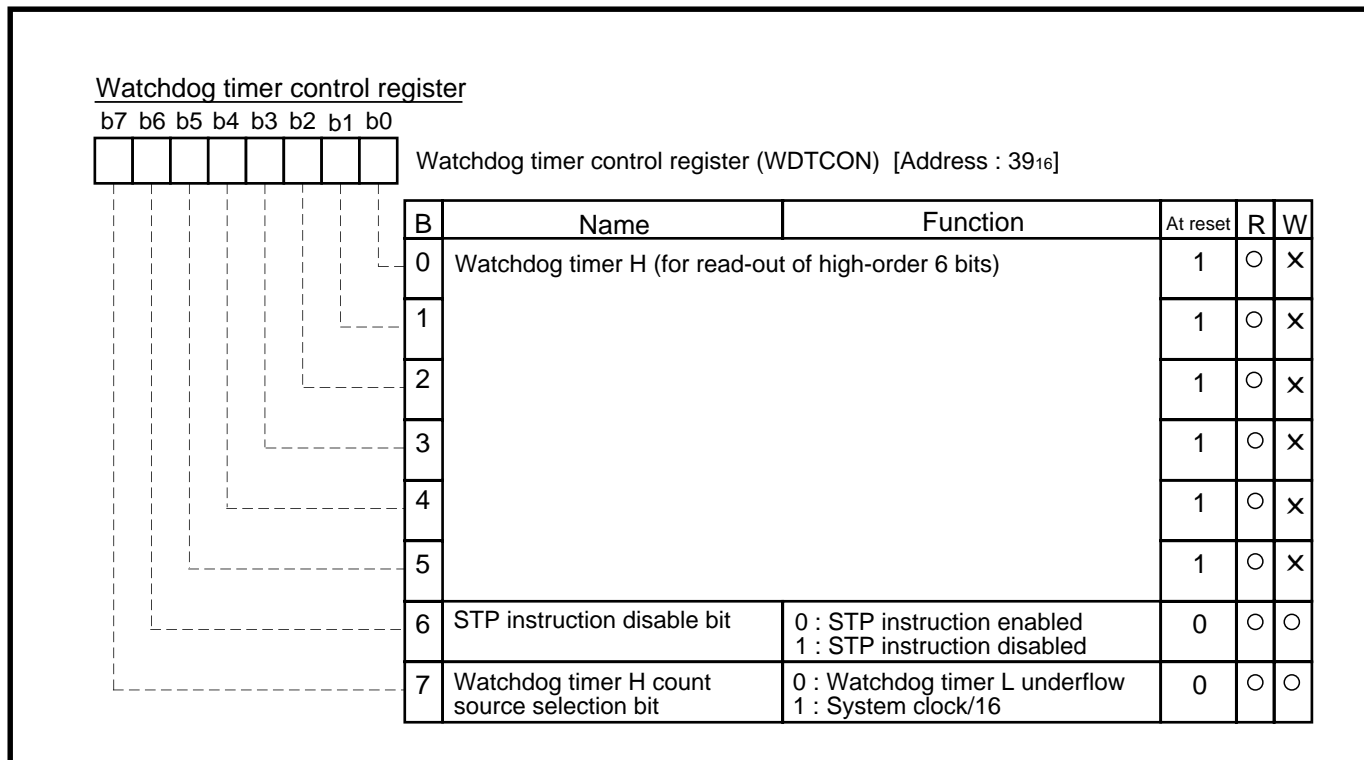 Watchdog timer control register
b7 b6 b5 b4 b3 b2 b1 b0
Watchdog timer control register (WDTCON) [Address : 3916]
B Name Function At reset R W
0 Watchdog timer H (for read-out of high-order 6 bits) 1 ○ ×
1 1 ○ ×
2 1 ○ ×
3 1 ○ ×
4 1 ○ ×
5 1 ○ ×
6 STP instruction disable bit 0 : STP instruction enabled 0 ○ ○
1 : STP instruction disabled
7 Watchdog timer H count 0 : Watchdog timer L underflow 0 ○ ○
source selection bit 1 : System clock/16